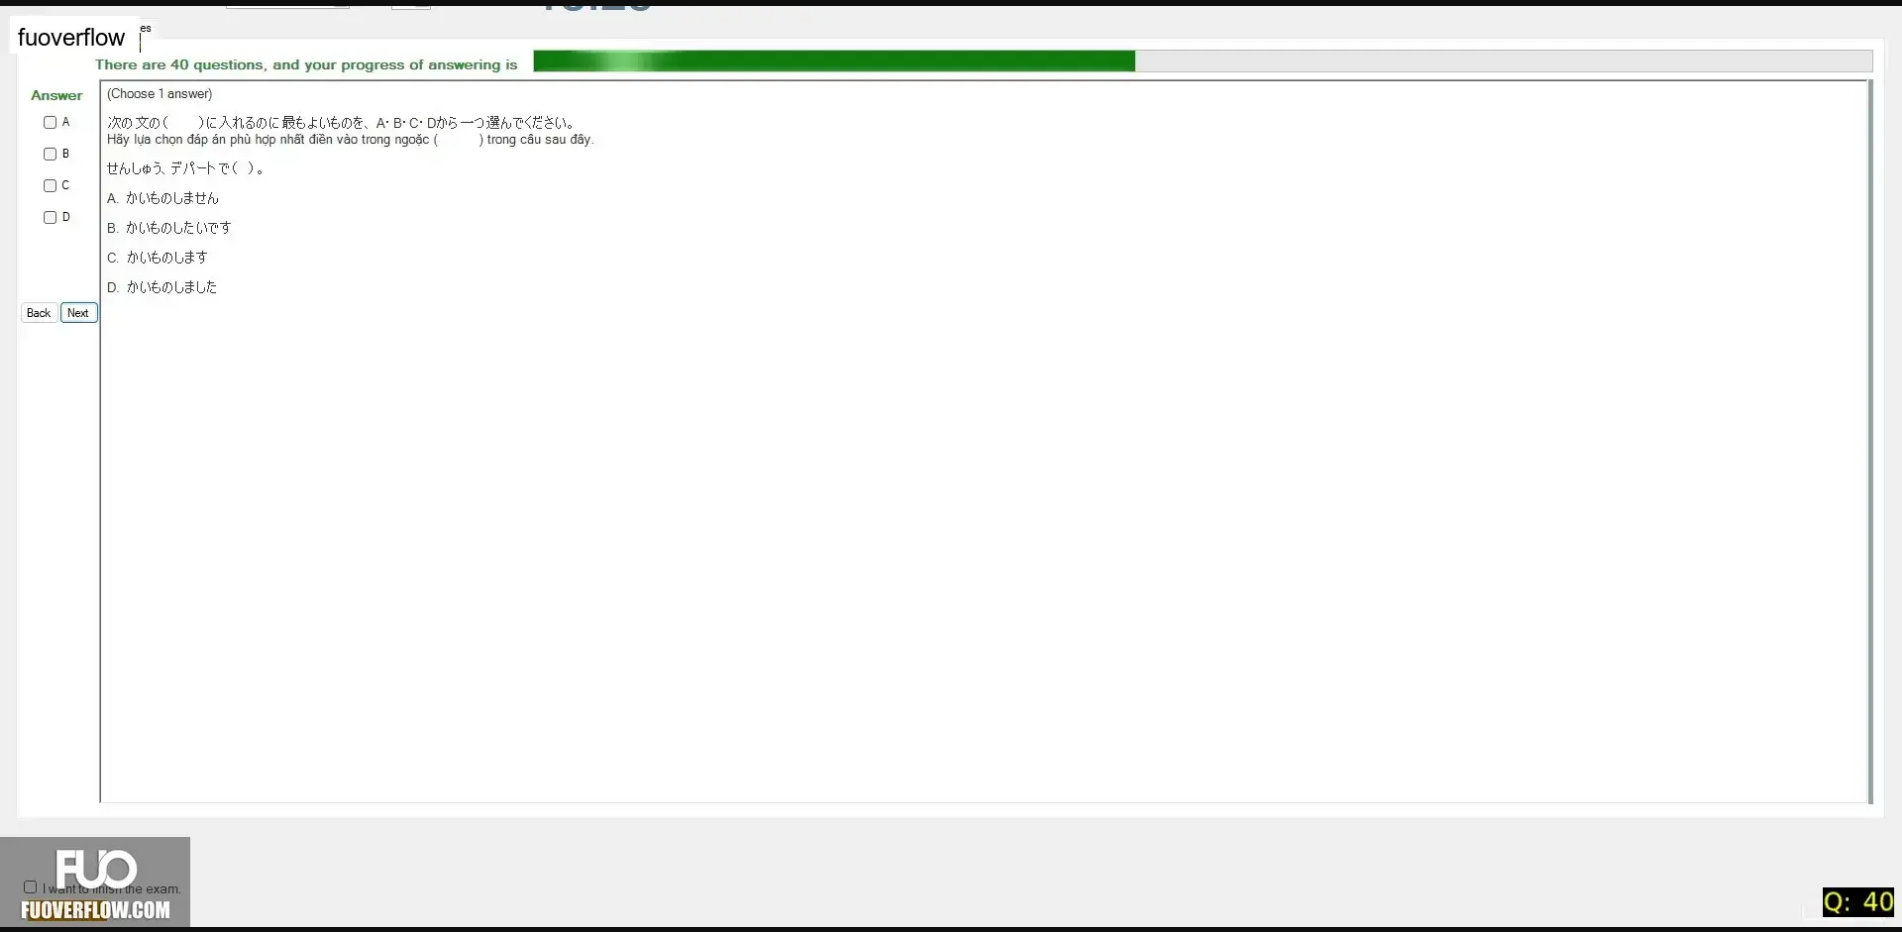 fuoverflow
es
There are 40 questions, and your progress of answering is
Answer
(Choose 1 answer)
A
B
C
D
次の文の(　　)に入れるのに最もよいものを、A・B・C・Dから一つ選んでください。
Hãy lựa chọn đáp án phù hợp nhất điền vào trong ngoặc (　　) trong câu sau đây.
せんしゅう、デパートで(　)。
A. かいものしません
B. かいものしたいです
C. かいものします
D. かいものしました
Back
Next
FUO
I want to finish the exam.
FUOVERFLOW.COM
Q: 40